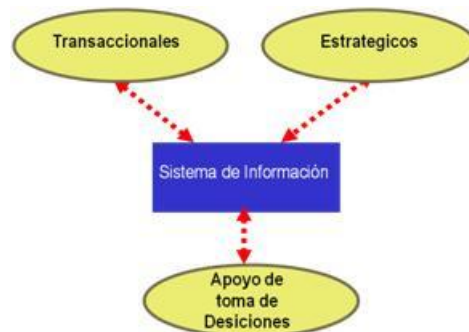 Transaccionales
Estrategicos
Sistema de Información
Apoyo de
toma de
Desiciones